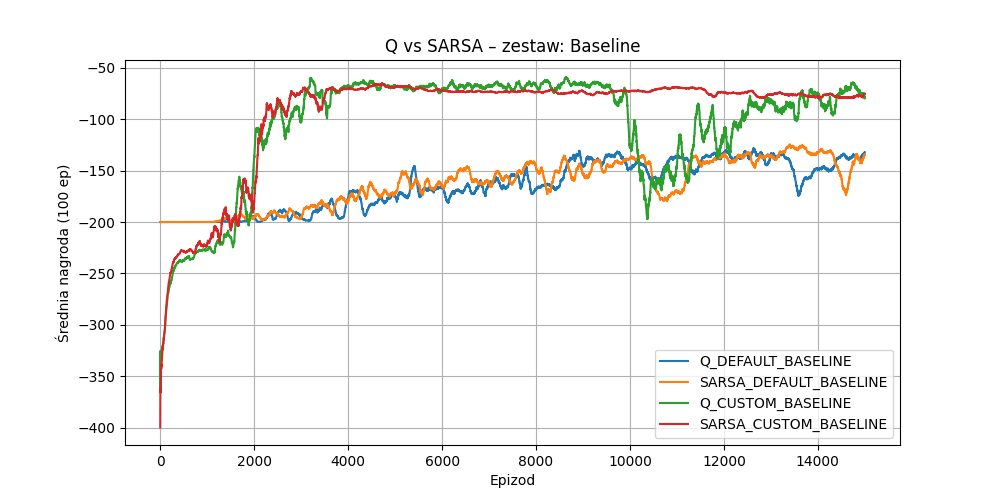 Q vs SARSA – zestaw: Baseline
Średnia nagroda (100 ep)
−50
−100
−150
−200
−250
−300
−350
−400
0 2000 4000 6000 8000 10000 12000 14000
Epizod
Q_DEFAULT_BASELINE
SARSA_DEFAULT_BASELINE
Q_CUSTOM_BASELINE
SARSA_CUSTOM_BASELINE